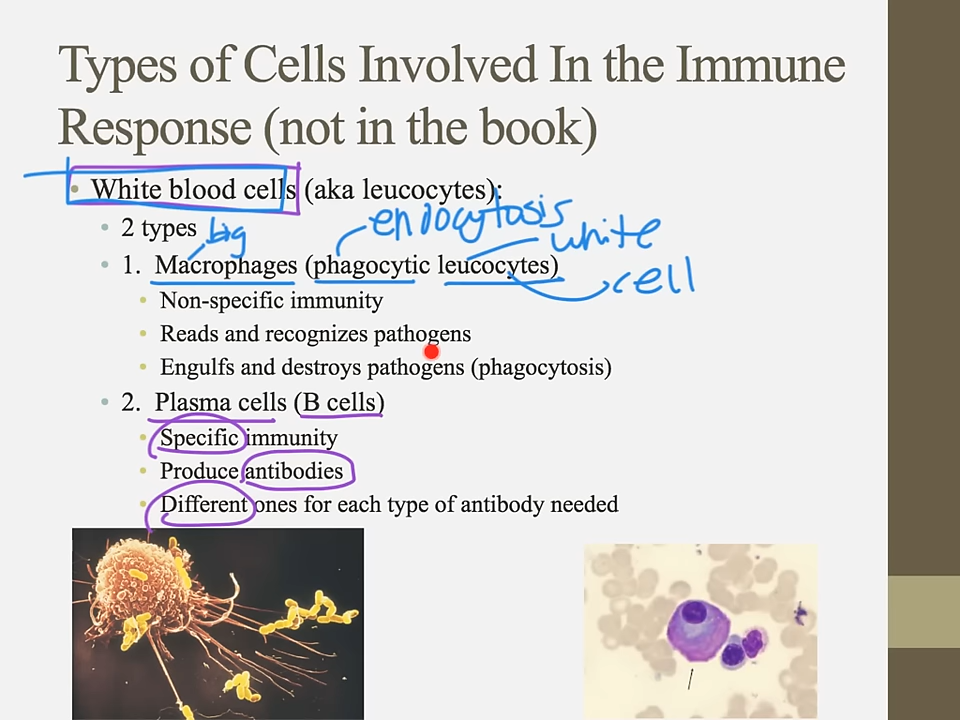 Types of Cells Involved In the Immune
Response (not in the book)
• White blood cells (aka leucocytes):
• 2 types
big
endocytosis
white
• 1. Macrophages (phagocytic leucocytes)
cell
• Non-specific immunity
• Reads and recognizes pathogens
• Engulfs and destroys pathogens (phagocytosis)
• 2. Plasma cells (B cells)
• Specific immunity
• Produce antibodies
• Different ones for each type of antibody needed